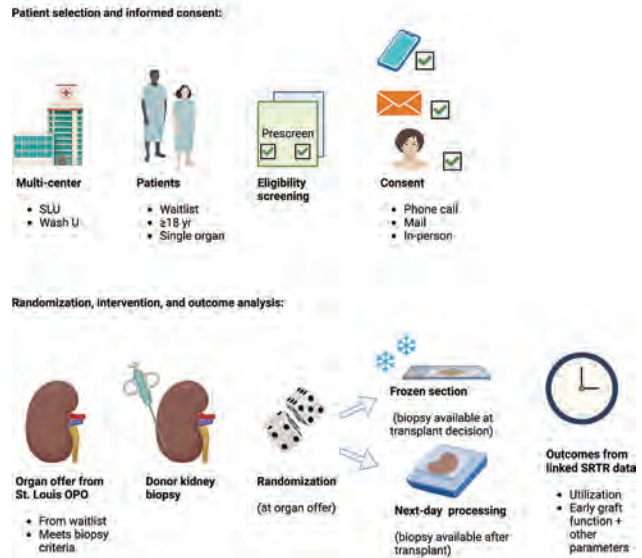 Patient selection and informed consent:
Prescreen
Multi-center
• SLU
• Wash U
Patients
• Waitlist
• ≥18 yr
• Single organ
Eligibility
screening
Consent
• Phone call
• Mail
• In-person
Randomization, intervention, and outcome analysis:
Organ offer from
St. Louis OPO
• From waitlist
• Meets biopsy
criteria
Donor kidney
biopsy
Randomization
(at organ offer)
Frozen section
(biopsy available at
transplant decision)
Next-day processing
(biopsy available after
transplant)
Outcomes from
linked SRTR data
• Utilization
• Early graft
function +
other
parameters